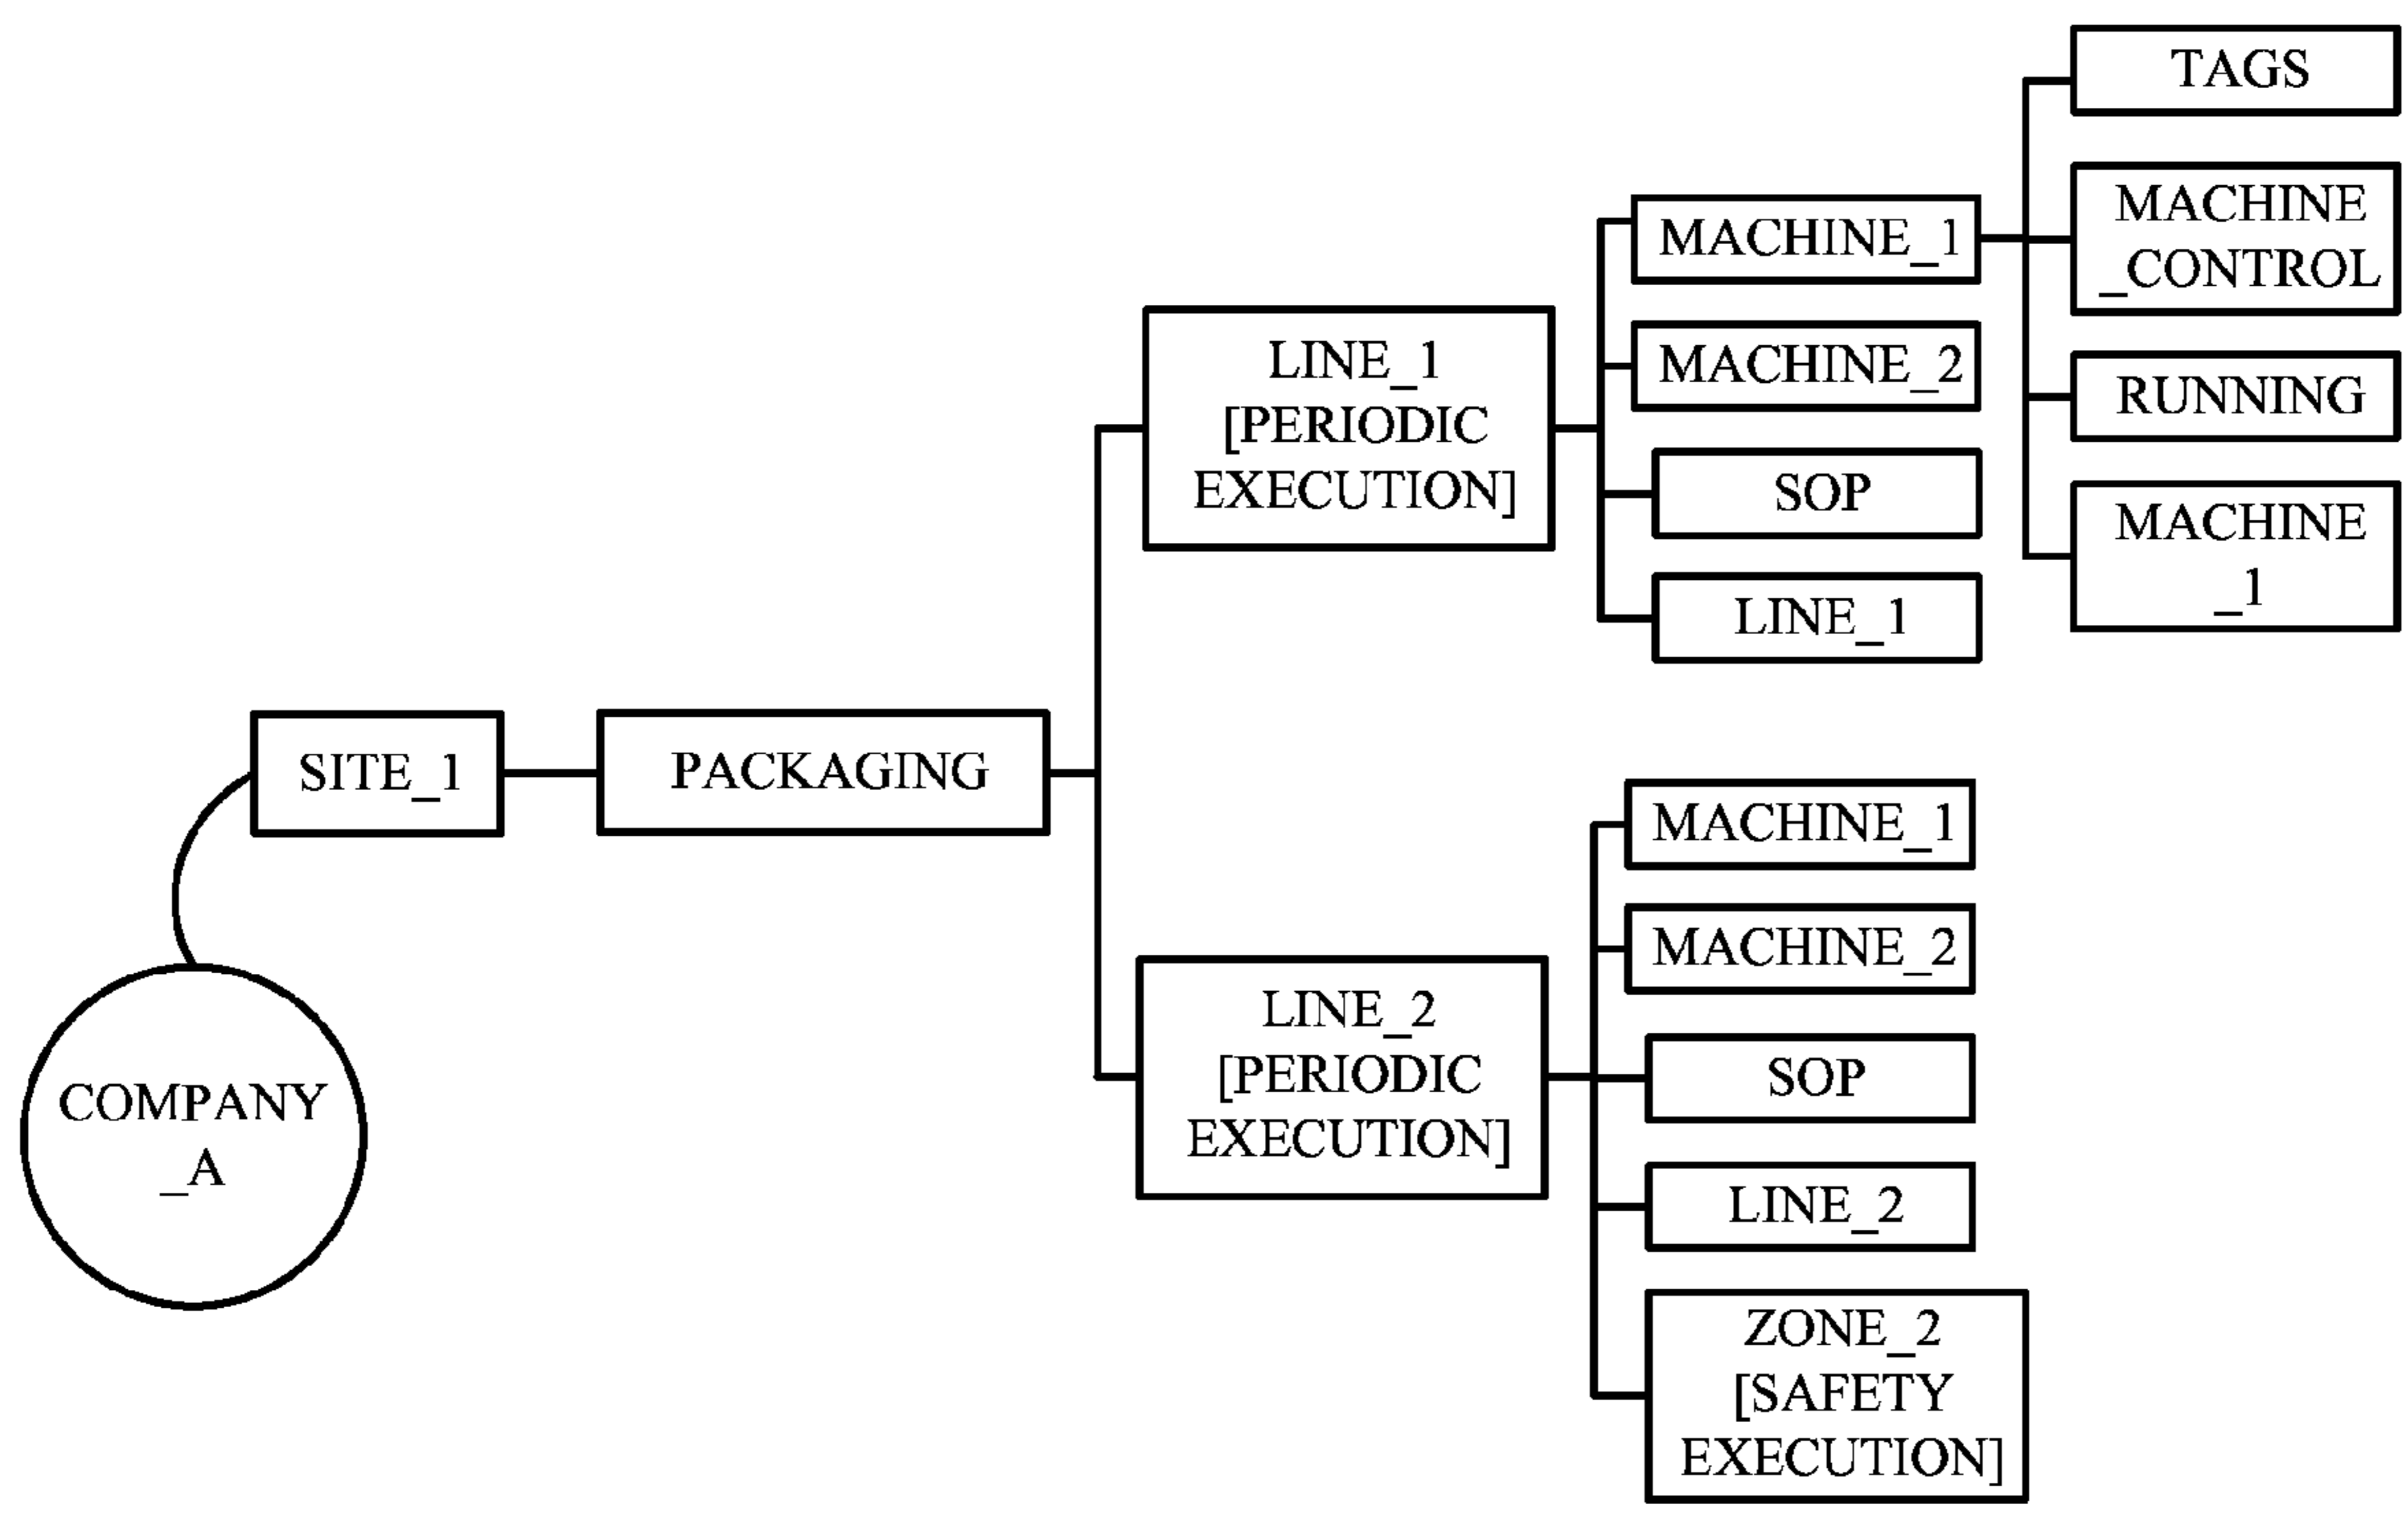 COMPANY
_A
SITE_1
PACKAGING
LINE_1
[PERIODIC
EXECUTION]
MACHINE_1
MACHINE_2
SOP
LINE_1
TAGS
MACHINE
_CONTROL
RUNNING
MACHINE
_1
LINE_2
[PERIODIC
EXECUTION]
MACHINE_1
MACHINE_2
SOP
LINE_2
ZONE_2
[SAFETY
EXECUTION]